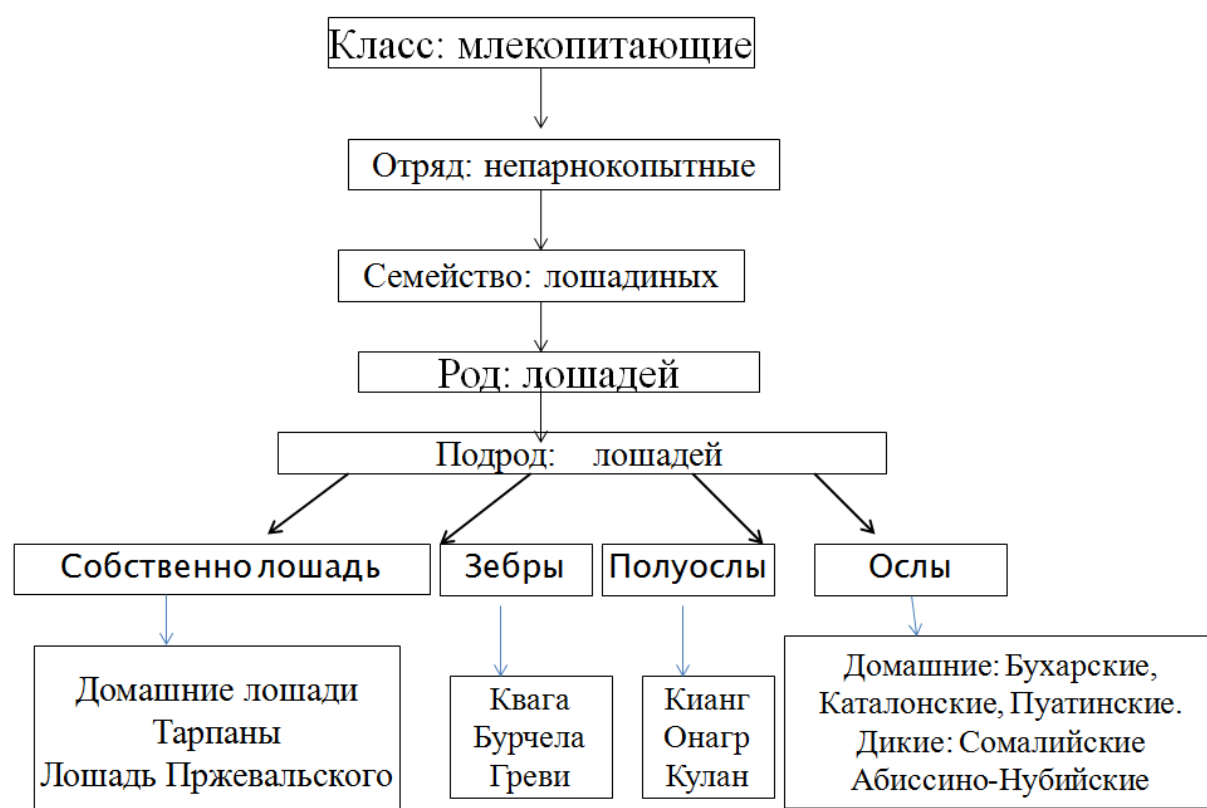 Класс: млекопитающие
Отряд: непарнокопытные
Семейство: лошадиных
Род: лошадей
Подрод: лошадей
Собственно лошадь
Зебры
Полуослы
Ослы
Домашние лошади
Тарпаны
Лошадь Пржевальского
Квага
Бурчела
Греви
Кианг
Онагр
Кулан
Домашние: Бухарские,
Каталонские, Пуатинские.
Дикие: Сомалийские
Абиссино-Нубийские